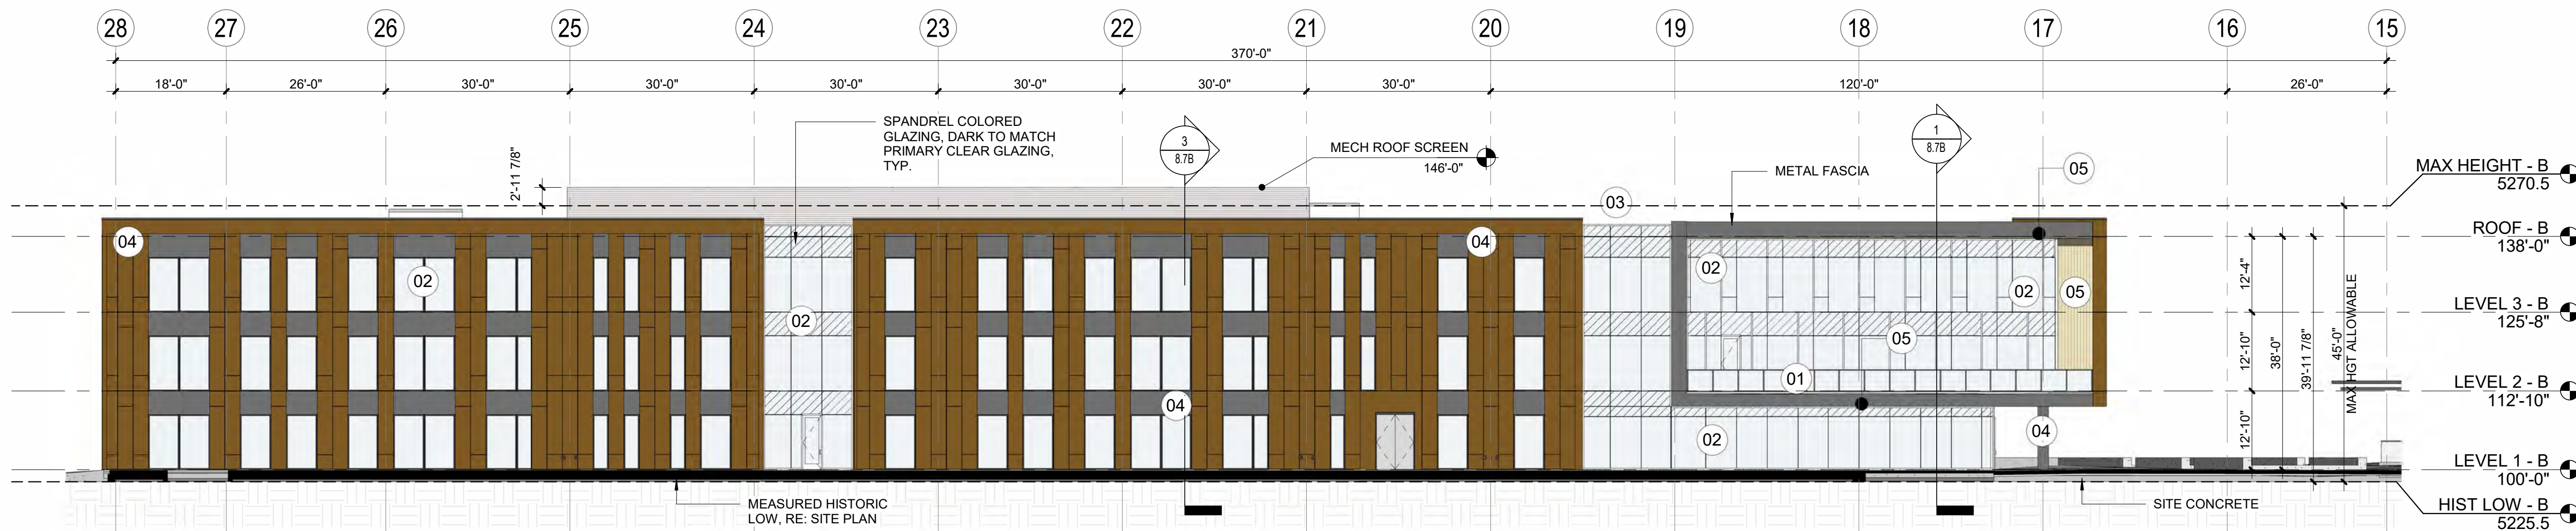 28 27 26 25 24 23 22 21 20 19 18 17 16 15
370'-0"
18'-0" 26'-0" 30'-0" 30'-0" 30'-0" 30'-0" 30'-0" 30'-0" 120'-0" 26'-0"
SPANDREL COLORED
GLAZING, DARK TO MATCH
PRIMARY CLEAR GLAZING,
TYP.
3
8.7B
MECH ROOF SCREEN
146'-0"
1
8.7B
METAL FASCIA
05
2'-11 7/8"
03
04
02
02
04
04
02
02
05
05
01
02
04
MAX HEIGHT - B
5270.5
ROOF - B
138'-0"
LEVEL 3 - B
125'-8"
LEVEL 2 - B
112'-10"
LEVEL 1 - B
100'-0"
HIST LOW - B
5225.5
12'-4"
12'-10"
12'-10"
38'-0"
39'-11 7/8"
45'-0"
MAX HGT ALLOWABLE
MEASURED HISTORIC
LOW, RE: SITE PLAN
SITE CONCRETE